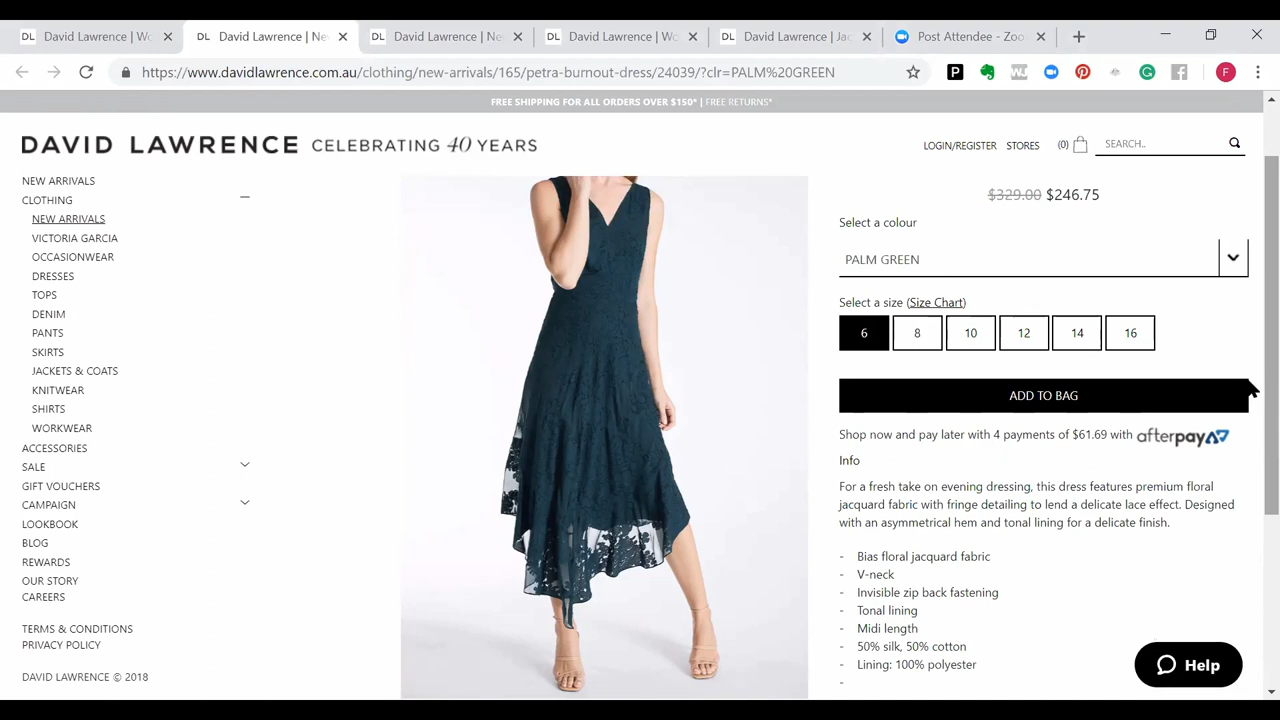 DL David Lawrence | Wo
DL David Lawrence | Nev
DL David Lawrence | Ne
DL David Lawrence | Wo
DL David Lawrence | Jac
Post Attendee - Zoo
https://www.davidlawrence.com.au/clothing/new-arrivals/165/petra-burnout-dress/24039/?clr=PALM%20GREEN
FREE SHIPPING FOR ALL ORDERS OVER $150* | FREE RETURNS*
DAVID LAWRENCE CELEBRATING 40 YEARS
LOGIN/REGISTER STORES (0) SEARCH..
NEW ARRIVALS
CLOTHING
NEW ARRIVALS
VICTORIA GARCIA
OCCASIONWEAR
DRESSES
TOPS
DENIM
PANTS
SKIRTS
JACKETS & COATS
KNITWEAR
SHIRTS
WORKWEAR
ACCESSORIES
SALE
GIFT VOUCHERS
CAMPAIGN
LOOKBOOK
BLOG
REWARDS
OUR STORY
CAREERS
TERMS & CONDITIONS
PRIVACY POLICY
DAVID LAWRENCE © 2018
$329.00 $246.75
Select a colour
PALM GREEN
Select a size (Size Chart)
6 8 10 12 14 16
ADD TO BAG
Shop now and pay later with 4 payments of $61.69 with afterpay
Info
For a fresh take on evening dressing, this dress features premium floral
jacquard fabric with fringe detailing to lend a delicate lace effect. Designed
with an asymmetrical hem and tonal lining for a delicate finish.
- Bias floral jacquard fabric
- V-neck
- Invisible zip back fastening
- Tonal lining
- Midi length
- 50% silk, 50% cotton
- Lining: 100% polyester
-
Help